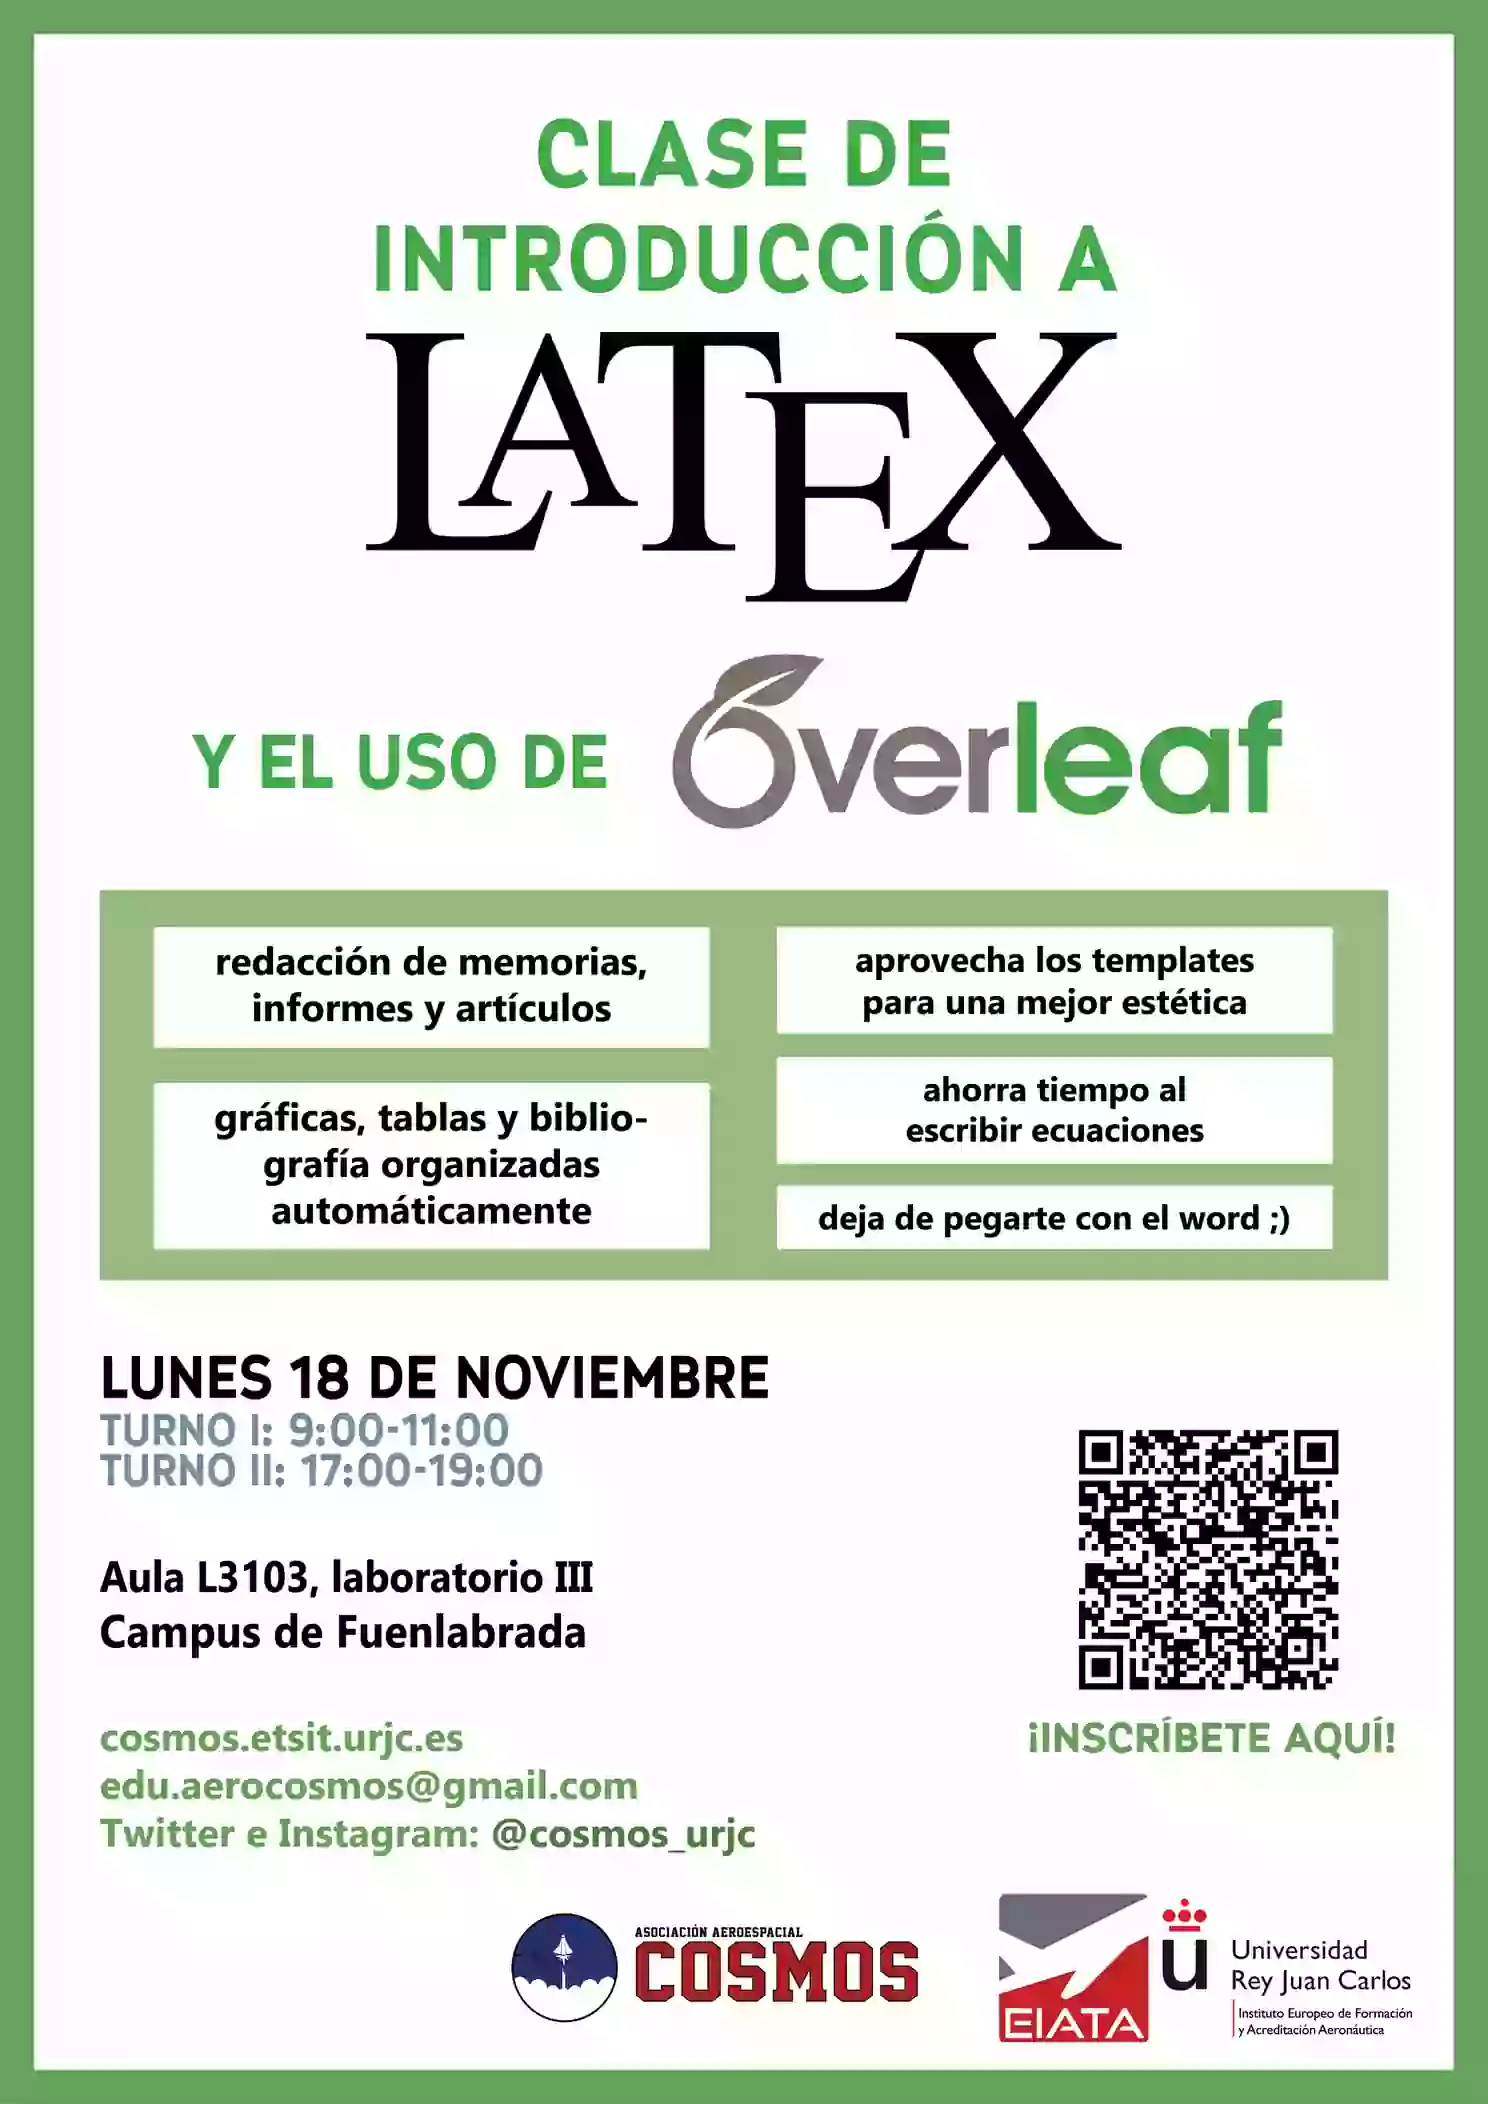 CLASE DE
INTRODUCCIÓN A
LATEX
Y EL USO DE overleaf
redacción de memorias,
informes y artículos
gráficas, tablas y biblio-
grafía organizadas
automáticamente
aprovecha los templates
para una mejor estética
ahorra tiempo al
escribir ecuaciones
deja de pegarte con el word ;)
LUNES 18 DE NOVIEMBRE
TURNO I: 9:00-11:00
TURNO II: 17:00-19:00
Aula L3103, laboratorio III
Campus de Fuenlabrada
cosmos.etsit.urjc.es
edu.aerocosmos@gmail.com
Twitter e Instagram: @cosmos_urjc
¡INSCRÍBETE AQUÍ!
ASOCIACIÓN AEROESPACIAL
COSMOS
EIATA
u
Universidad
Rey Juan Carlos
Instituto Europeo de Formación
y Acreditación Aeronáutica